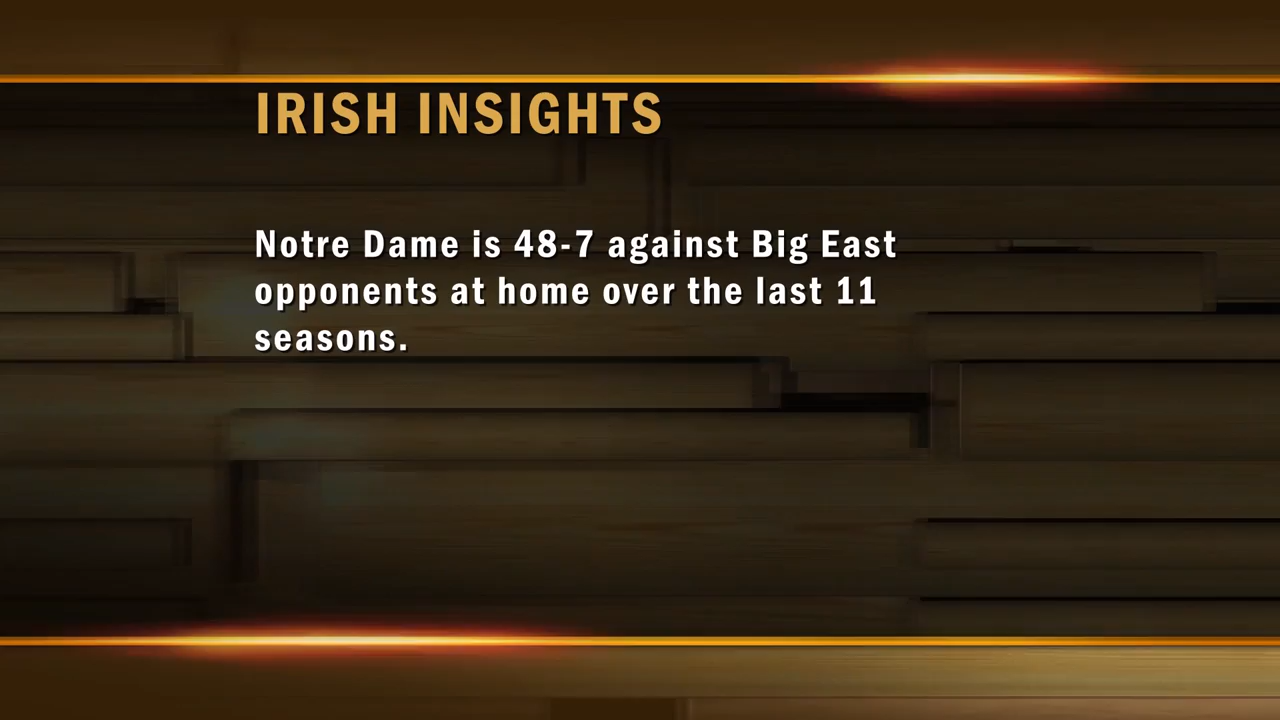 IRISH INSIGHTS
Notre Dame is 48-7 against Big East
opponents at home over the last 11
seasons.